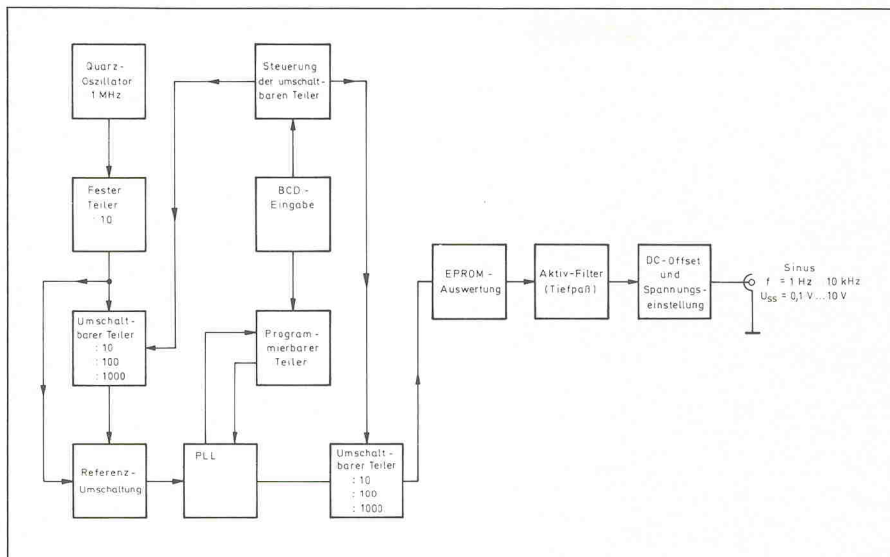 Quarz-
Oszillator
1 MHz
Steuerung
der umschalt-
baren Teiler
Fester
Teiler
: 10
BCD-
Eingabe
EPROM-
Auswertung
Aktiv-Filter
(Tiefpaß)
DC-Offset
und
Spannungs-
einstellung
Sinus
f = 1 Hz ... 10 kHz
USS = 0,1 V ... 10 V
Umschalt-
barer Teiler
: 10
: 100
: 1000
Program-
mierbarer
Teiler
Referenz-
Umschaltung
PLL
Umschalt-
barer Teiler
: 10
: 100
: 1000